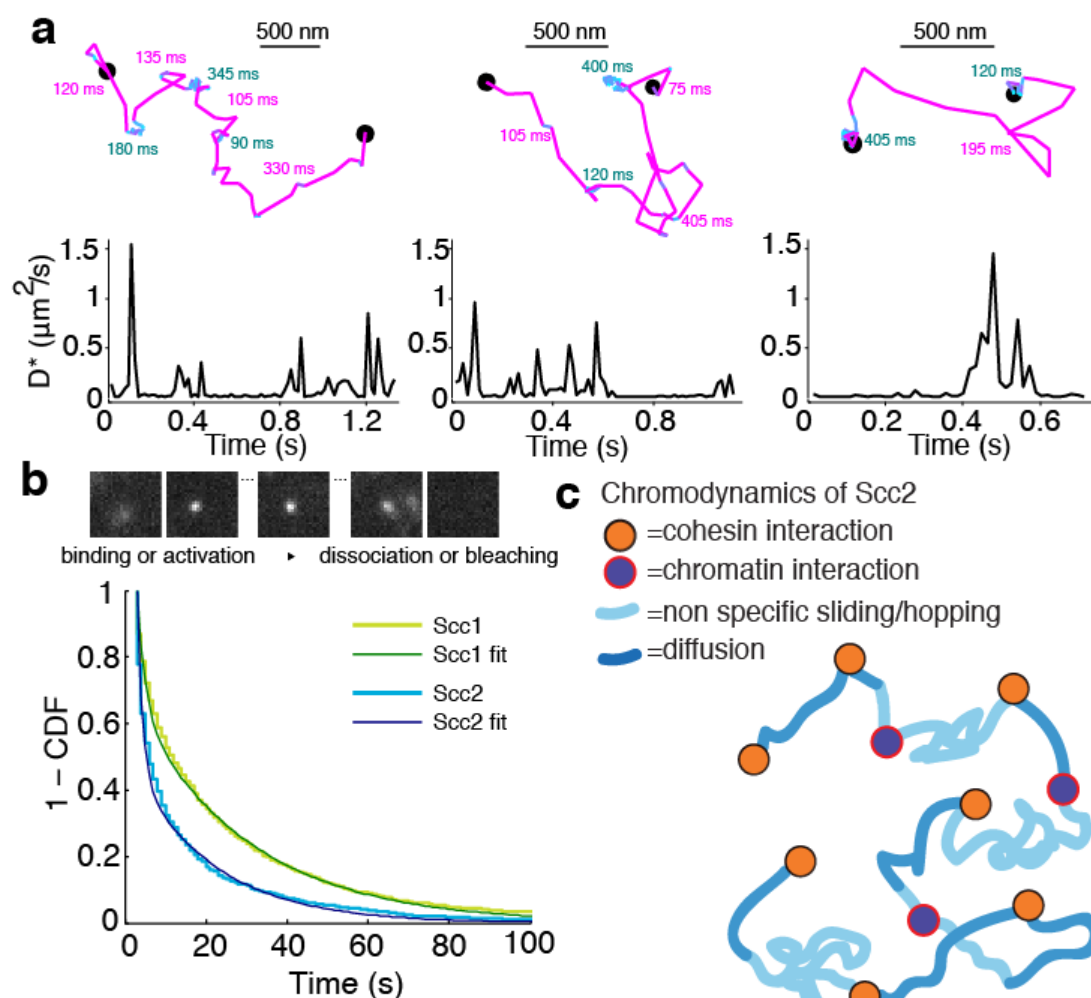 a
500 nm
500 nm
500 nm
135 ms
345 ms
120 ms
105 ms
180 ms
90 ms
330 ms
400 ms
75 ms
105 ms
120 ms
405 ms
120 ms
405 ms
195 ms
D* (μm²/s)
1.5
1
0.5
0
0 0.4 0.8 1.2
Time (s)
1.5
1
0.5
0
0 0.4 0.8
Time (s)
1.5
1
0.5
0
0 0.2 0.4 0.6
Time (s)
b
binding or activation ▸ dissociation or bleaching
1 – CDF
1
0.8
0.6
0.4
0.2
0
Scc1
Scc1 fit
Scc2
Scc2 fit
0 20 40 60 80 100
Time (s)
c Chromodynamics of Scc2
=cohesin interaction
=chromatin interaction
=non specific sliding/hopping
=diffusion